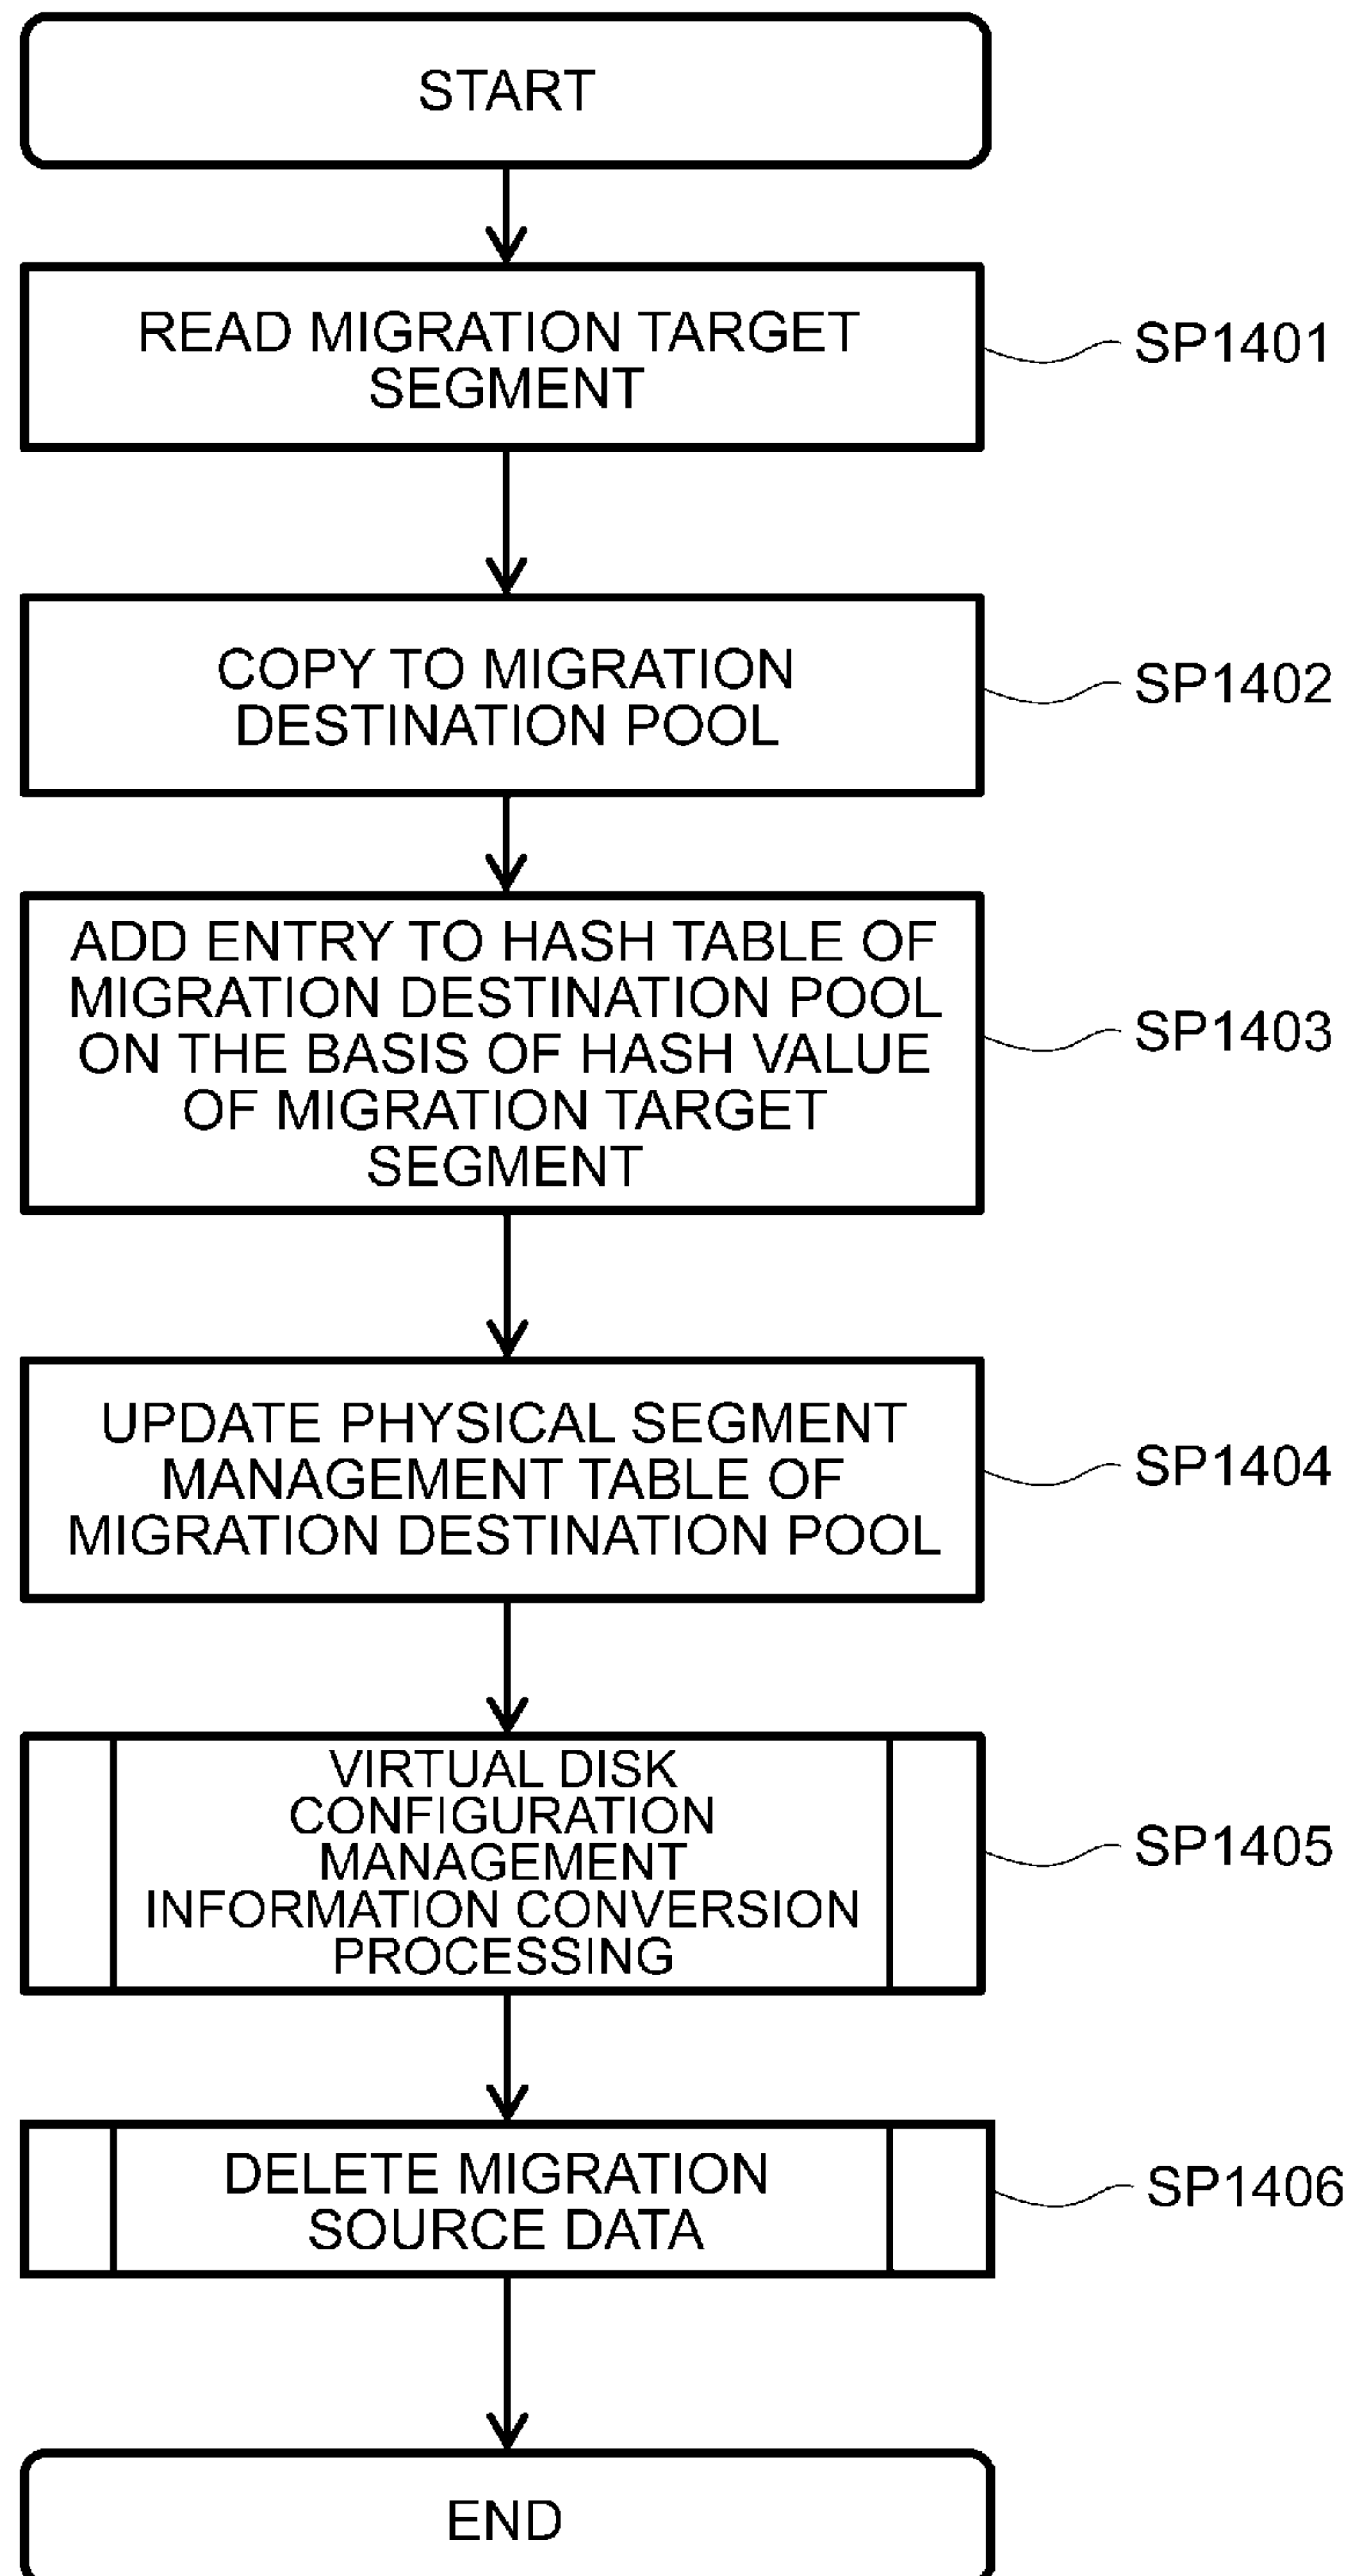 START
READ MIGRATION TARGET
SEGMENT
SP1401
COPY TO MIGRATION
DESTINATION POOL
SP1402
ADD ENTRY TO HASH TABLE OF
MIGRATION DESTINATION POOL
ON THE BASIS OF HASH VALUE
OF MIGRATION TARGET
SEGMENT
SP1403
UPDATE PHYSICAL SEGMENT
MANAGEMENT TABLE OF
MIGRATION DESTINATION POOL
SP1404
VIRTUAL DISK
CONFIGURATION
MANAGEMENT
INFORMATION CONVERSION
PROCESSING
SP1405
DELETE MIGRATION
SOURCE DATA
SP1406
END